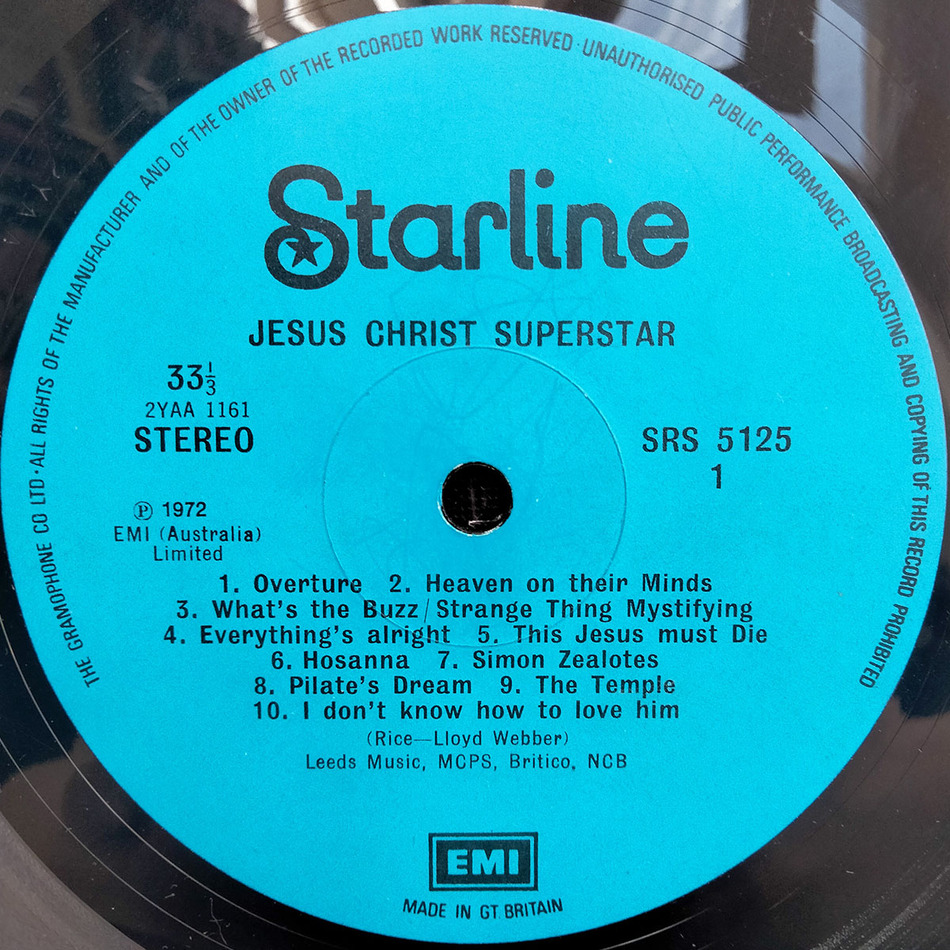 THE GRAMOPHONE CO LTD · ALL RIGHTS OF THE MANUFACTURER AND OF THE OWNER OF THE RECORDED WORK RESERVED · UNAUTHORISED PUBLIC PERFORMANCE BROADCASTING AND COPYING OF THIS RECORD PROHIBITED
Starline
JESUS CHRIST SUPERSTAR
33⅓
2YAA 1161
STEREO
SRS 5125
1
Ⓟ 1972
EMI (Australia)
Limited
1. Overture 2. Heaven on their Minds
3. What's the Buzz/Strange Thing Mystifying
4. Everything's alright 5. This Jesus must Die
6. Hosanna 7. Simon Zealotes
8. Pilate's Dream 9. The Temple
10. I don't know how to love him
(Rice—Lloyd Webber)
Leeds Music, MCPS, Britico, NCB
EMI
MADE IN GT BRITAIN